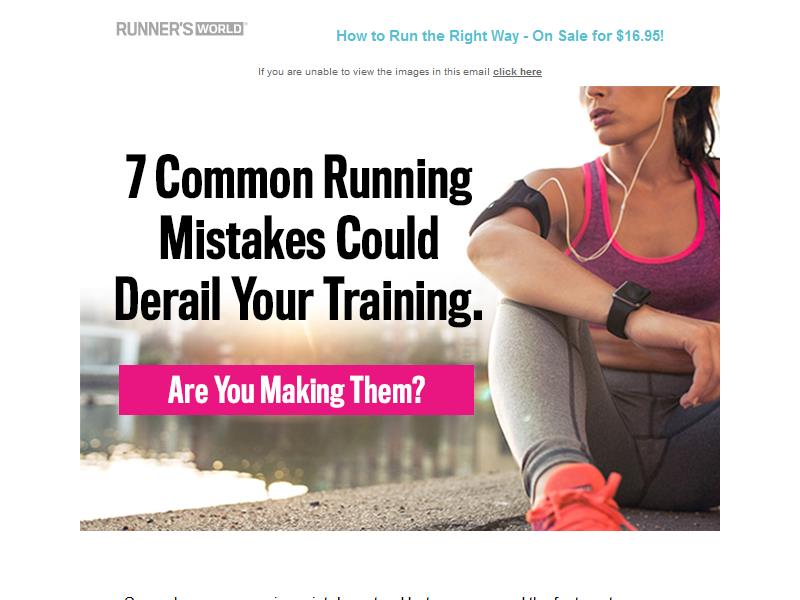 RUNNER'S WORLD
How to Run the Right Way - On Sale for $16.95!
If you are unable to view the images in this email click here
7 Common Running
Mistakes Could
Derail Your Training.
Are You Making Them?